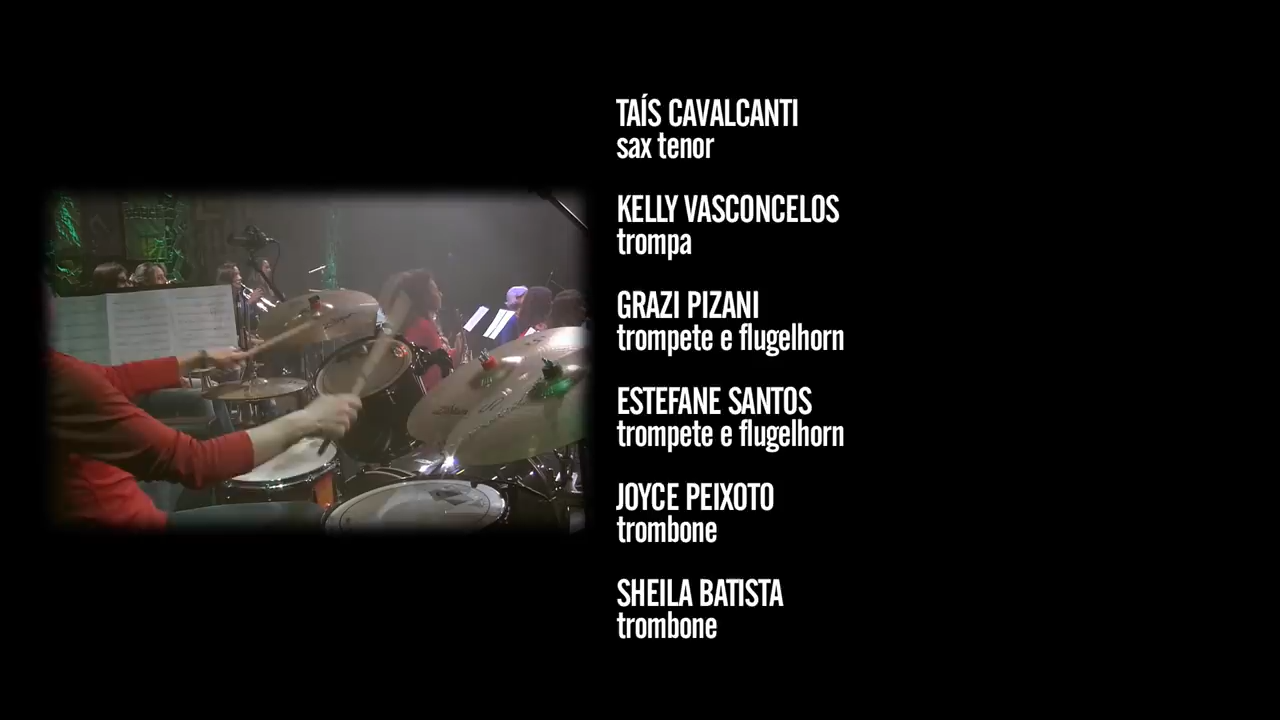 TAÍS CAVALCANTI
sax tenor
KELLY VASCONCELOS
trompa
GRAZI PIZANI
trompete e flugelhorn
ESTEFANE SANTOS
trompete e flugelhorn
JOYCE PEIXOTO
trombone
SHEILA BATISTA
trombone